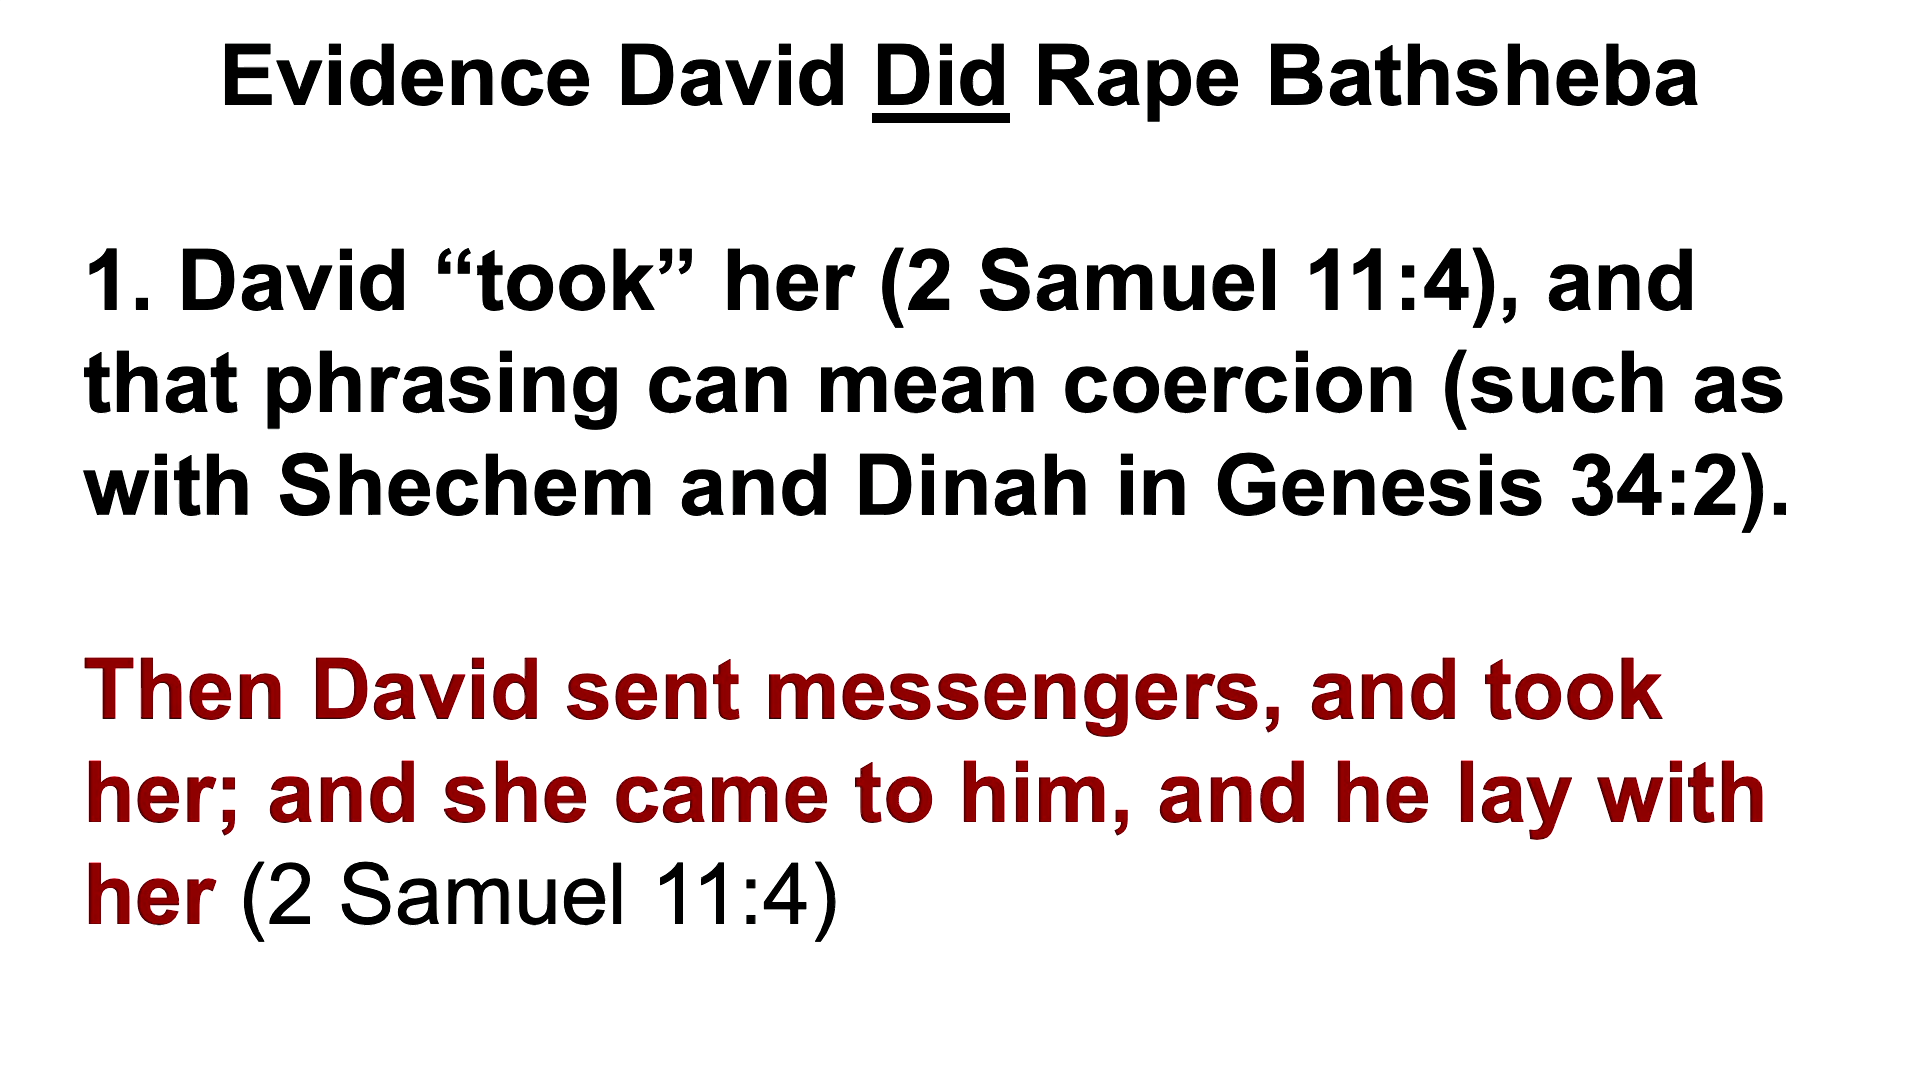 Evidence David Did Rape Bathsheba
1. David “took” her (2 Samuel 11:4), and
that phrasing can mean coercion (such as
with Shechem and Dinah in Genesis 34:2).
Then David sent messengers, and took
her; and she came to him, and he lay with
her (2 Samuel 11:4)